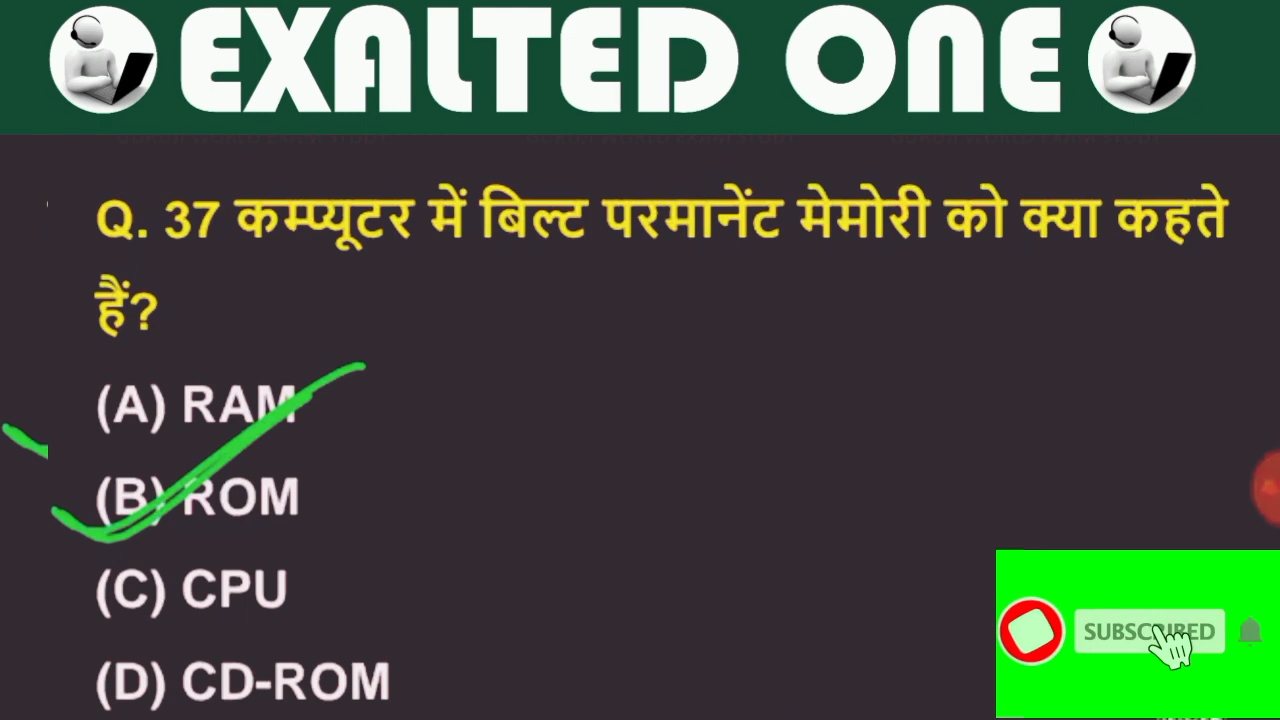 EXALTED ONE
Q. 37 कम्प्यूटर में बिल्ट परमानेंट मेमोरी को क्या कहते
हैं?
(A) RAM
(B) ROM
(C) CPU
(D) CD-ROM
SUBSCRIBED